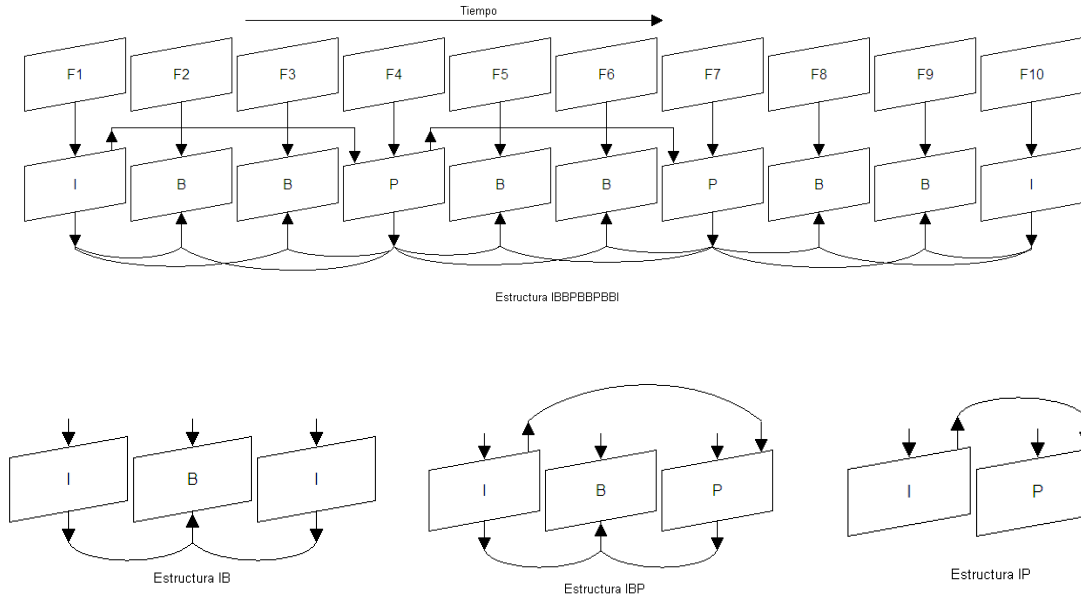 Tiempo
F1 F2 F3 F4 F5 F6 F7 F8 F9 F10
I B B P B B P B B I
Estructura IBBPBBPBBI
I B I
I B P
I P
Estructura IB
Estructura IBP
Estructura IP